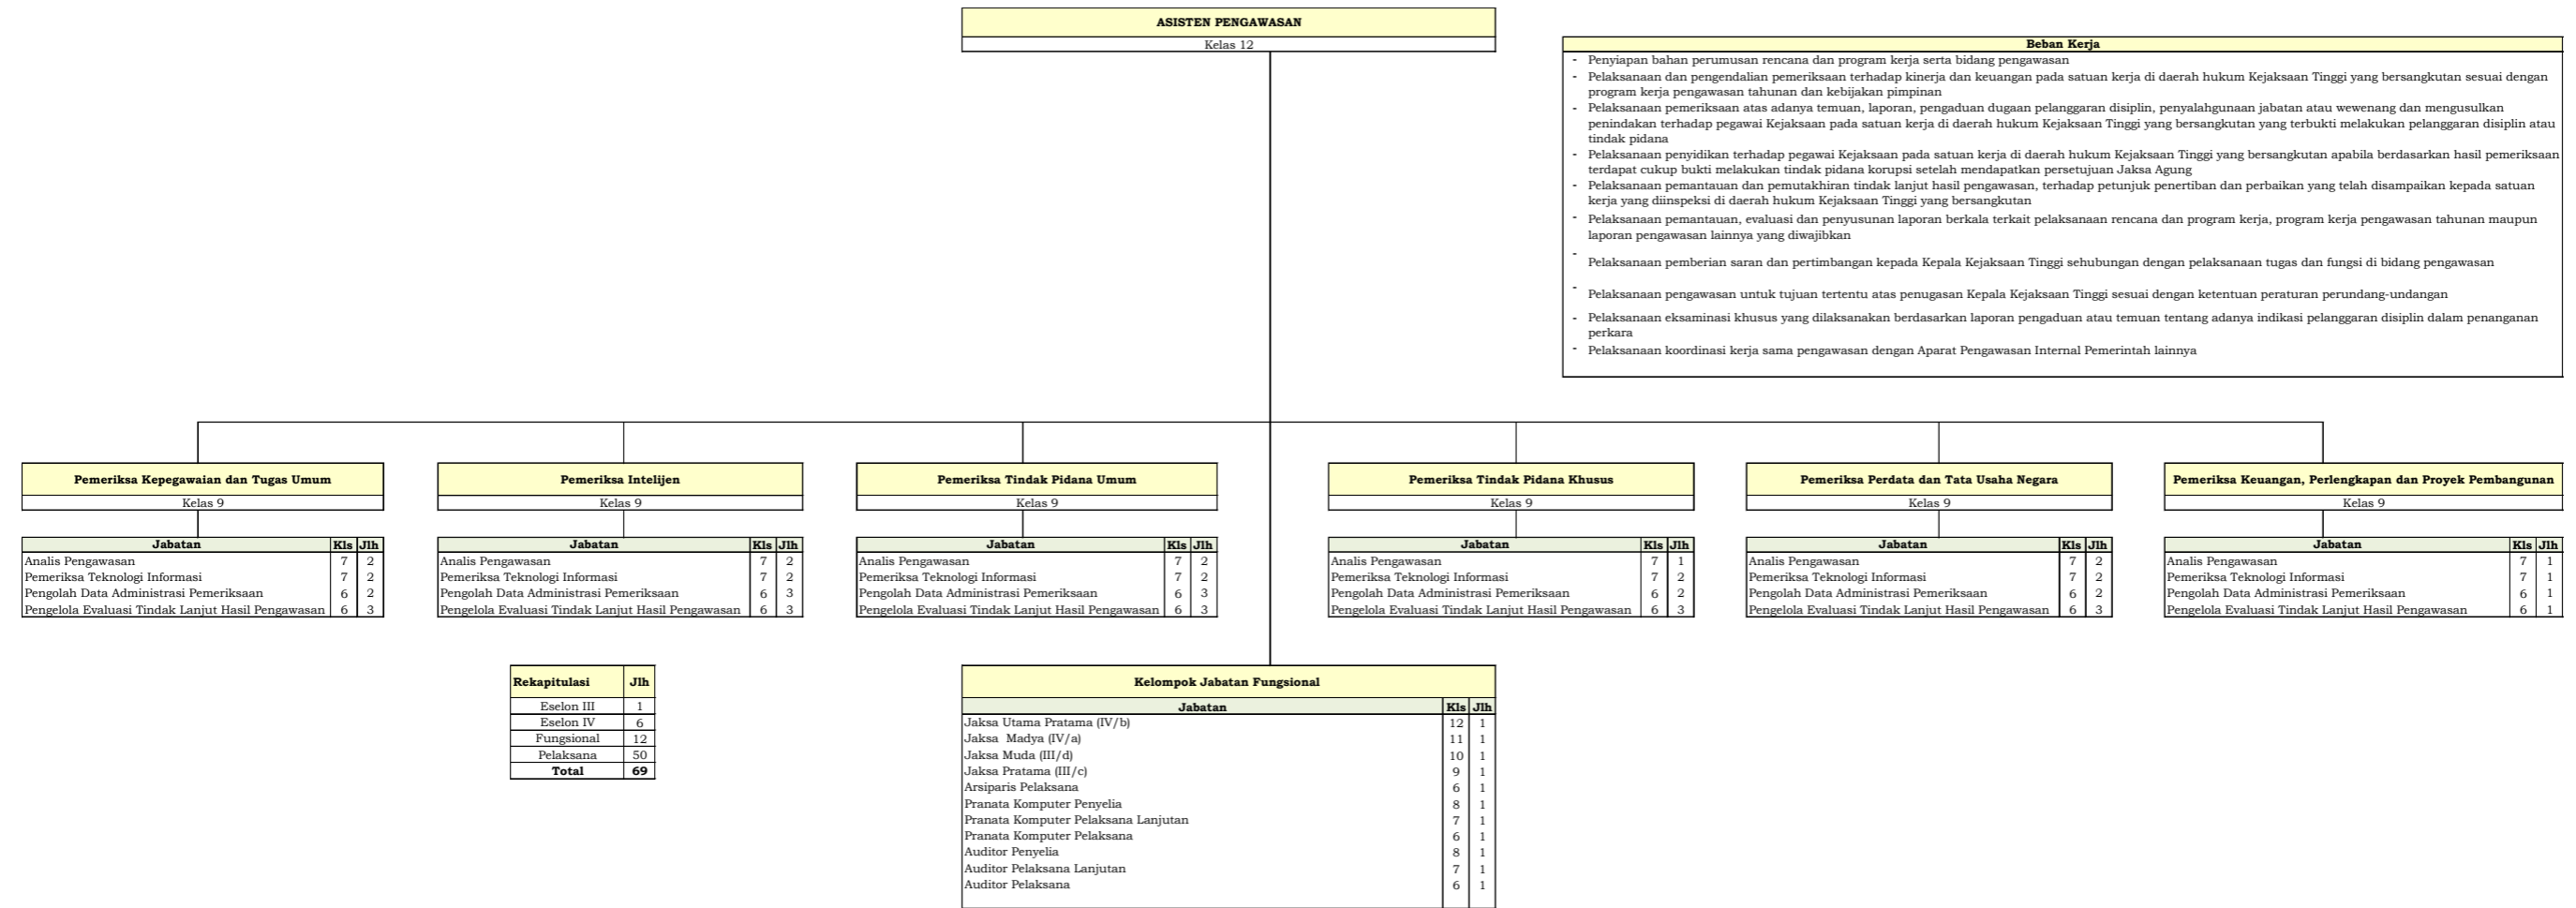 ASISTEN PENGAWASAN
Kelas 12
Beban Kerja
- Penyiapan bahan perumusan rencana dan program kerja serta bidang pengawasan
- Pelaksanaan dan pengendalian pemeriksaan terhadap kinerja dan keuangan pada satuan kerja di daerah hukum Kejaksaan Tinggi yang bersangkutan sesuai dengan
program kerja pengawasan tahunan dan kebijakan pimpinan
- Pelaksanaan pemeriksaan atas adanya temuan, laporan, pengaduan dugaan pelanggaran disiplin, penyalahgunaan jabatan atau wewenang dan mengusulkan
penindakan terhadap pegawai Kejaksaan pada satuan kerja di daerah hukum Kejaksaan Tinggi yang bersangkutan yang terbukti melakukan pelanggaran disiplin atau
tindak pidana
- Pelaksanaan penyidikan terhadap pegawai Kejaksaan pada satuan kerja di daerah hukum Kejaksaan Tinggi yang bersangkutan apabila berdasarkan hasil pemeriksaan
terdapat cukup bukti melakukan tindak pidana korupsi setelah mendapatkan persetujuan Jaksa Agung
- Pelaksanaan pemantauan dan pemutakhiran tindak lanjut hasil pengawasan, terhadap petunjuk penertiban dan perbaikan yang telah disampaikan kepada satuan
kerja yang diinspeksi di daerah hukum Kejaksaan Tinggi yang bersangkutan
- Pelaksanaan pemantauan, evaluasi dan penyusunan laporan berkala terkait pelaksanaan rencana dan program kerja, program kerja pengawasan tahunan maupun
laporan pengawasan lainnya yang diwajibkan
- Pelaksanaan pemberian saran dan pertimbangan kepada Kepala Kejaksaan Tinggi sehubungan dengan pelaksanaan tugas dan fungsi di bidang pengawasan
- Pelaksanaan pengawasan untuk tujuan tertentu atas penugasan Kepala Kejaksaan Tinggi sesuai dengan ketentuan peraturan perundang-undangan
- Pelaksanaan eksaminasi khusus yang dilaksanakan berdasarkan laporan pengaduan atau temuan tentang adanya indikasi pelanggaran disiplin dalam penanganan
perkara
- Pelaksanaan koordinasi kerja sama pengawasan dengan Aparat Pengawasan Internal Pemerintah lainnya
Pemeriksa Kepegawaian dan Tugas Umum
Kelas 9
Jabatan Kls Jlh
Analis Pengawasan 7 2
Pemeriksa Teknologi Informasi 7 2
Pengolah Data Administrasi Pemeriksaan 6 2
Pengelola Evaluasi Tindak Lanjut Hasil Pengawasan 6 3
Pemeriksa Intelijen
Kelas 9
Jabatan Kls Jlh
Analis Pengawasan 7 2
Pemeriksa Teknologi Informasi 7 2
Pengolah Data Administrasi Pemeriksaan 6 3
Pengelola Evaluasi Tindak Lanjut Hasil Pengawasan 6 3
Pemeriksa Tindak Pidana Umum
Kelas 9
Jabatan Kls Jlh
Analis Pengawasan 7 2
Pemeriksa Teknologi Informasi 7 2
Pengolah Data Administrasi Pemeriksaan 6 3
Pengelola Evaluasi Tindak Lanjut Hasil Pengawasan 6 3
Pemeriksa Tindak Pidana Khusus
Kelas 9
Jabatan Kls Jlh
Analis Pengawasan 7 1
Pemeriksa Teknologi Informasi 7 2
Pengolah Data Administrasi Pemeriksaan 6 2
Pengelola Evaluasi Tindak Lanjut Hasil Pengawasan 6 3
Pemeriksa Perdata dan Tata Usaha Negara
Kelas 9
Jabatan Kls Jlh
Analis Pengawasan 7 2
Pemeriksa Teknologi Informasi 7 2
Pengolah Data Administrasi Pemeriksaan 6 2
Pengelola Evaluasi Tindak Lanjut Hasil Pengawasan 6 3
Pemeriksa Keuangan, Perlengkapan dan Proyek Pembangunan
Kelas 9
Jabatan Kls Jlh
Analis Pengawasan 7 1
Pemeriksa Teknologi Informasi 7 1
Pengolah Data Administrasi Pemeriksaan 6 1
Pengelola Evaluasi Tindak Lanjut Hasil Pengawasan 6 1
Rekapitulasi Jlh
Eselon III 1
Eselon IV 6
Fungsional 12
Pelaksana 50
Total 69
Kelompok Jabatan Fungsional
Jabatan Kls Jlh
Jaksa Utama Pratama (IV/b) 12 1
Jaksa Madya (IV/a) 11 1
Jaksa Muda (III/d) 10 1
Jaksa Pratama (III/c) 9 1
Arsiparis Pelaksana 6 1
Pranata Komputer Penyelia 8 1
Pranata Komputer Pelaksana Lanjutan 7 1
Pranata Komputer Pelaksana 6 1
Auditor Penyelia 8 1
Auditor Pelaksana Lanjutan 7 1
Auditor Pelaksana 6 1